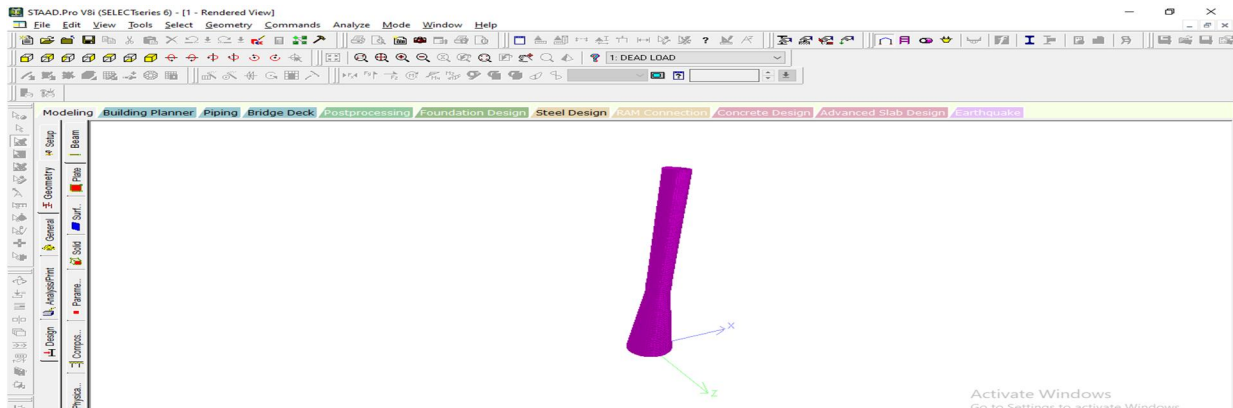 STAAD.Pro V8i (SELECTseries 6) - [1 - Rendered View]
File Edit View Tools Select Geometry Commands Analyze Mode Window Help
1: DEAD LOAD
Modeling Building Planner Piping Bridge Deck Postprocessing Foundation Design Steel Design RAM Connection Concrete Design Advanced Slab Design Earthquake
Setup
Geometry
General
Analysis/Print
Design
Beam
Plate
Surf..
Solid
Parame...
Compos...
Physica...
X
Z
Activate Windows
Go to Settings to activate Windows.